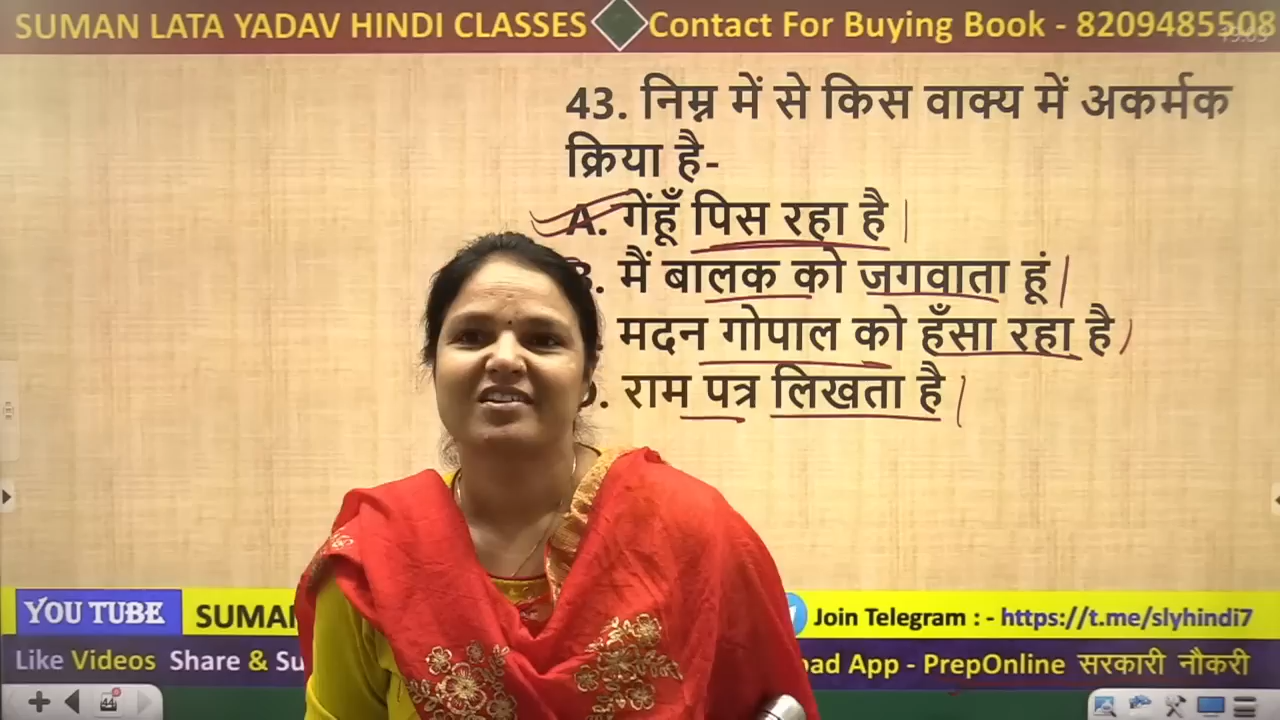 SUMAN LATA YADAV HINDI CLASSES Contact For Buying Book - 8209485508
43. निम्न में से किस वाक्य में अकर्मक
क्रिया है-
A. गेंहूँ पिस रहा है
B. मैं बालक को जगवाता हूं
मदन गोपाल को हँसा रहा है
D. राम पत्र लिखता है
YOU TUBE SUMAN Join Telegram : - https://t.me/slyhindi7
Like Videos Share & Su oad App - PrepOnline सरकारी नौकरी
44